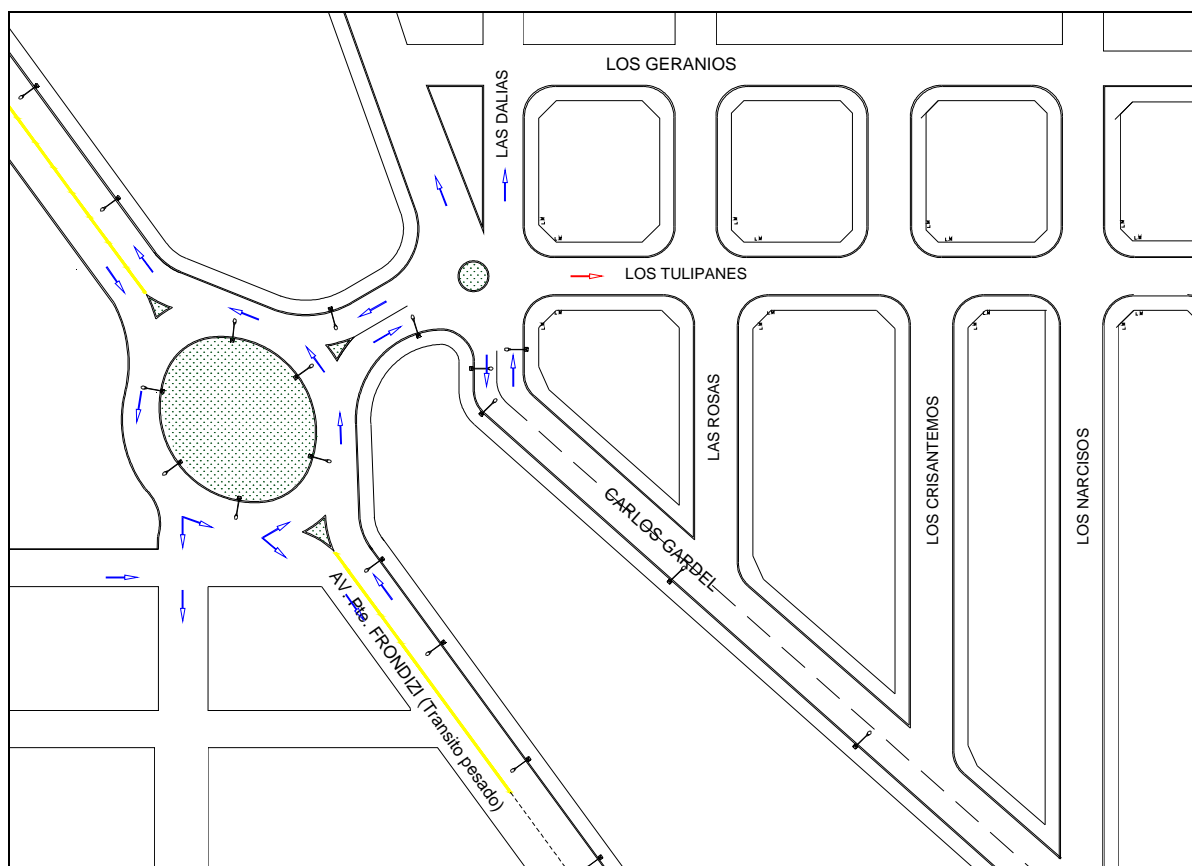 LOS GERANIOS
LAS DALIAS
LOS TULIPANES
LAS ROSAS
LOS CRISANTEMOS
LOS NARCISOS
CARLOS GARDEL
AV. Pte. FRONDIZI (Transito pesado)